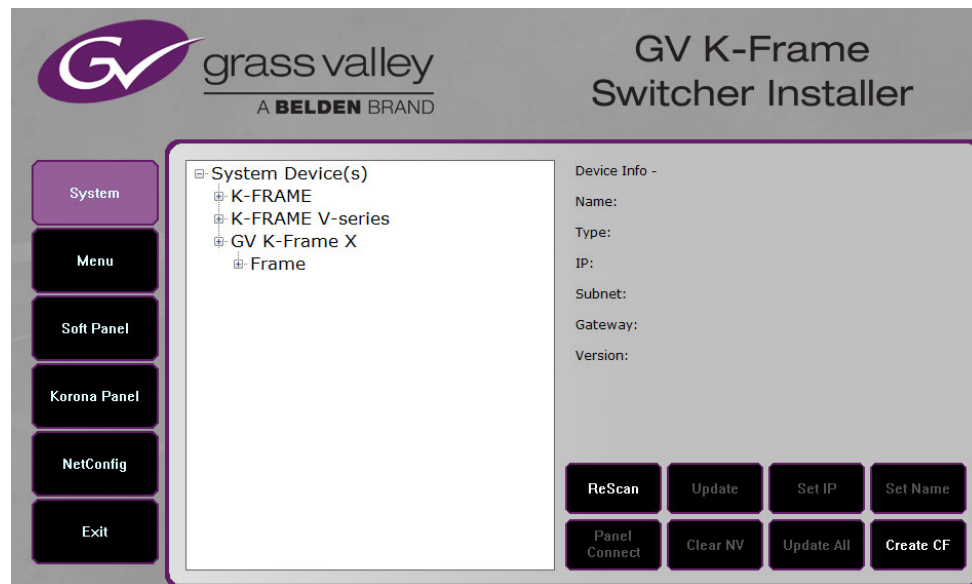 GV
grass valley
A BELDEN BRAND
GV K-Frame
Switcher Installer
System
Menu
Soft Panel
Korona Panel
NetConfig
Exit
System Device(s)
K-FRAME
K-FRAME V-series
GV K-Frame X
Frame
Device Info -
Name:
Type:
IP:
Subnet:
Gateway:
Version:
ReScan
Update
Set IP
Set Name
Panel
Connect
Clear NV
Update All
Create CF